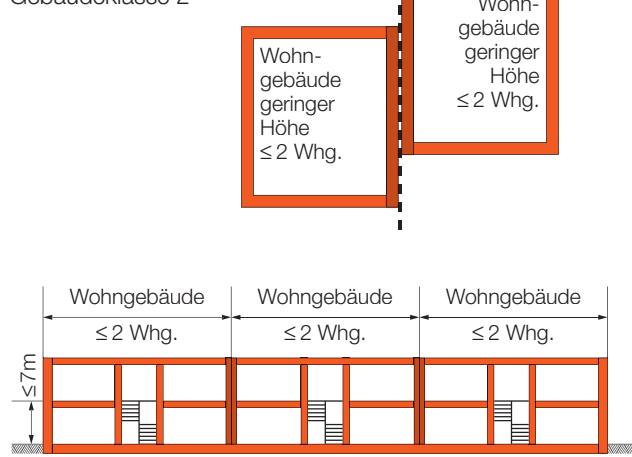 Gebäudeklasse 2
Wohn-
gebäude
geringer
Höhe
≤ 2 Whg.
Wohn-
gebäude
geringer
Höhe
≤ 2 Whg.
Wohngebäude
≤ 2 Whg.
Wohngebäude
≤ 2 Whg.
Wohngebäude
≤ 2 Whg.
≤7m